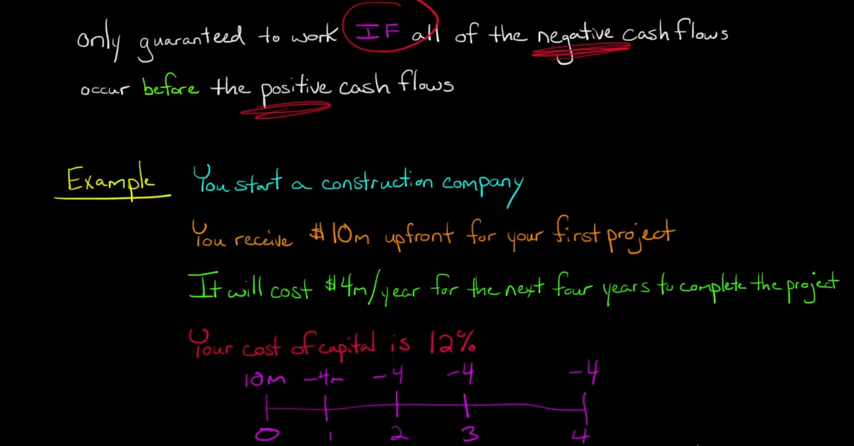 only guaranteed to work IF all of the negative cash flows
occur before the positive cash flows
Example You start a construction company
You receive $10m upfront for your first project
It will cost $4m/year for the next four years to complete the project
Your cost of capital is 12%
10m -4m -4 -4 -4
0 1 2 3 4